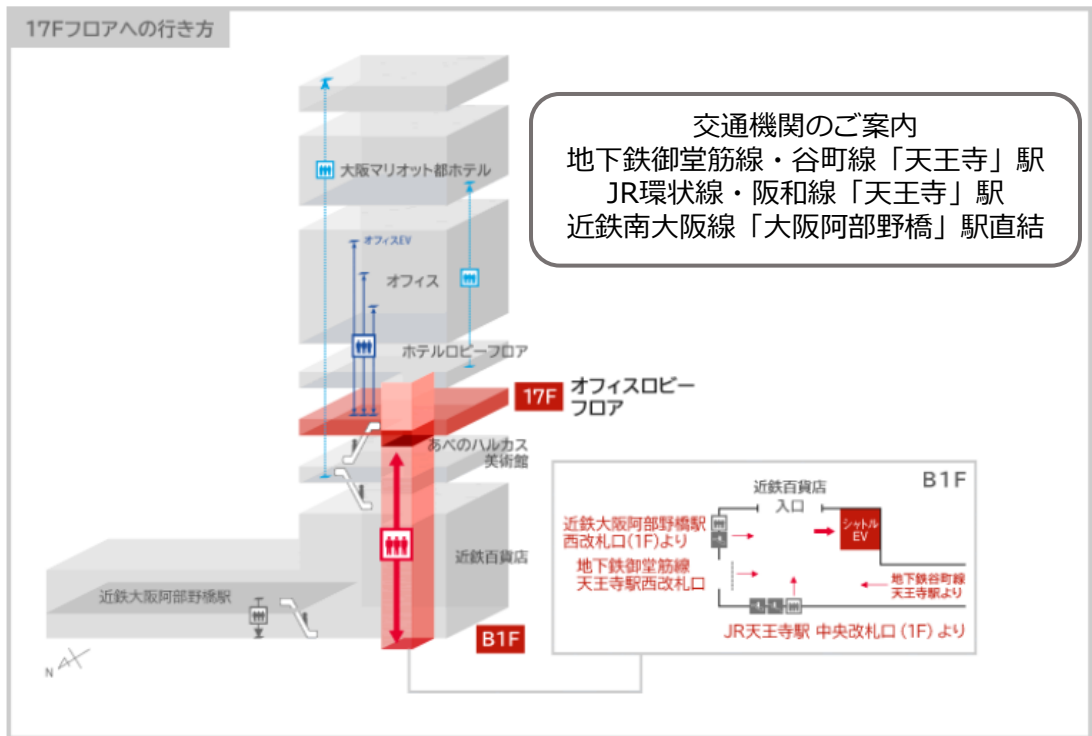 17Fフロアへの行き方
交通機関のご案内
地下鉄御堂筋線・谷町線「天王寺」駅
JR環状線・阪和線「天王寺」駅
近鉄南大阪線「大阪阿部野橋」駅直結
大阪マリオット都ホテル
オフィスEV
オフィス
ホテルロビーフロア
17F
オフィスロビー
フロア
あべのハルカス
美術館
近鉄百貨店
近鉄大阪阿部野橋駅
B1F
N
B1F
近鉄百貨店
入口
シャトル
EV
近鉄大阪阿部野橋駅
西改札口(1F)より
地下鉄御堂筋線
天王寺駅西改札口
地下鉄谷町線
天王寺駅より
JR天王寺駅 中央改札口 (1F) より